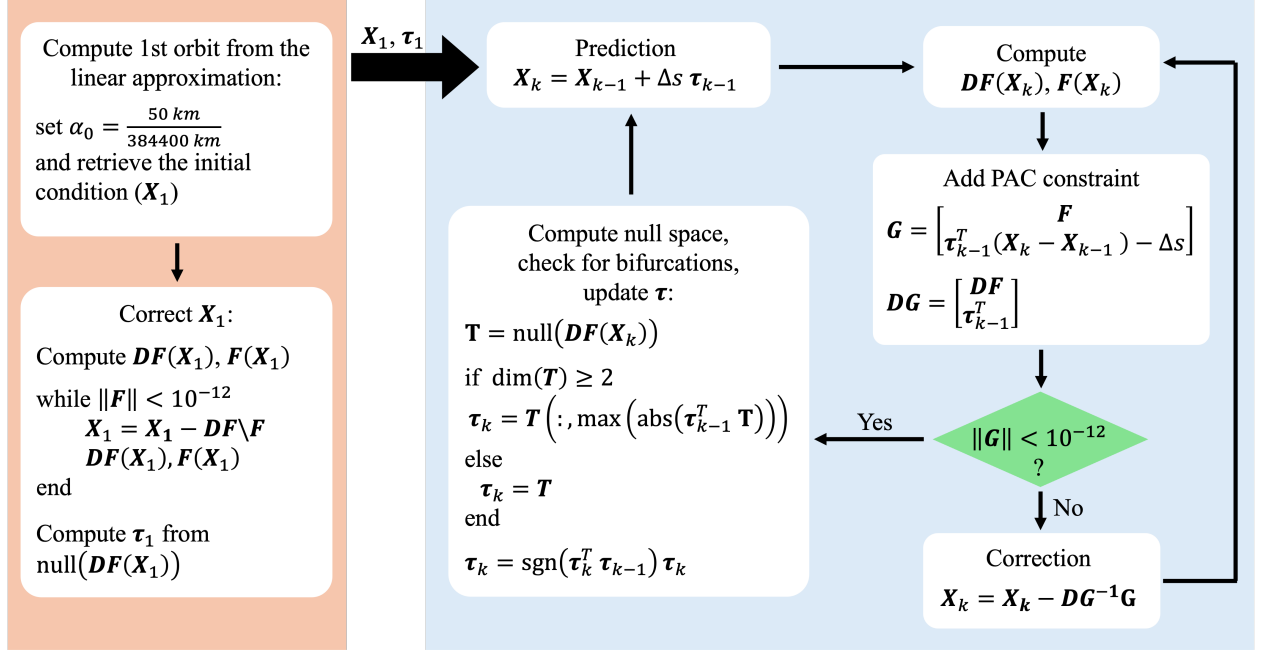 Compute 1st orbit from the
linear approximation:
set α₀ = 50 km / 384400 km
and retrieve the initial
condition (X₁)
Correct X₁:
Compute DF(X₁), F(X₁)
while ‖F‖ < 10⁻¹²
X₁ = X₁ − DF\F
DF(X₁), F(X₁)
end
Compute τ₁ from
null(DF(X₁))
X₁, τ₁
Prediction
Xₖ = Xₖ₋₁ + Δs τₖ₋₁
Compute
DF(Xₖ), F(Xₖ)
Add PAC constraint
G = [F
τᵀₖ₋₁(Xₖ − Xₖ₋₁) − Δs]
DG = [DF
τᵀₖ₋₁]
‖G‖ < 10⁻¹²
?
Yes
No
Correction
Xₖ = Xₖ − DG⁻¹G
Compute null space,
check for bifurcations,
update τ:
T = null(DF(Xₖ))
if dim(T) ≥ 2
τₖ = T(:, max(abs(τᵀₖ₋₁ T)))
else
τₖ = T
end
τₖ = sgn(τᵀₖ τₖ₋₁) τₖ